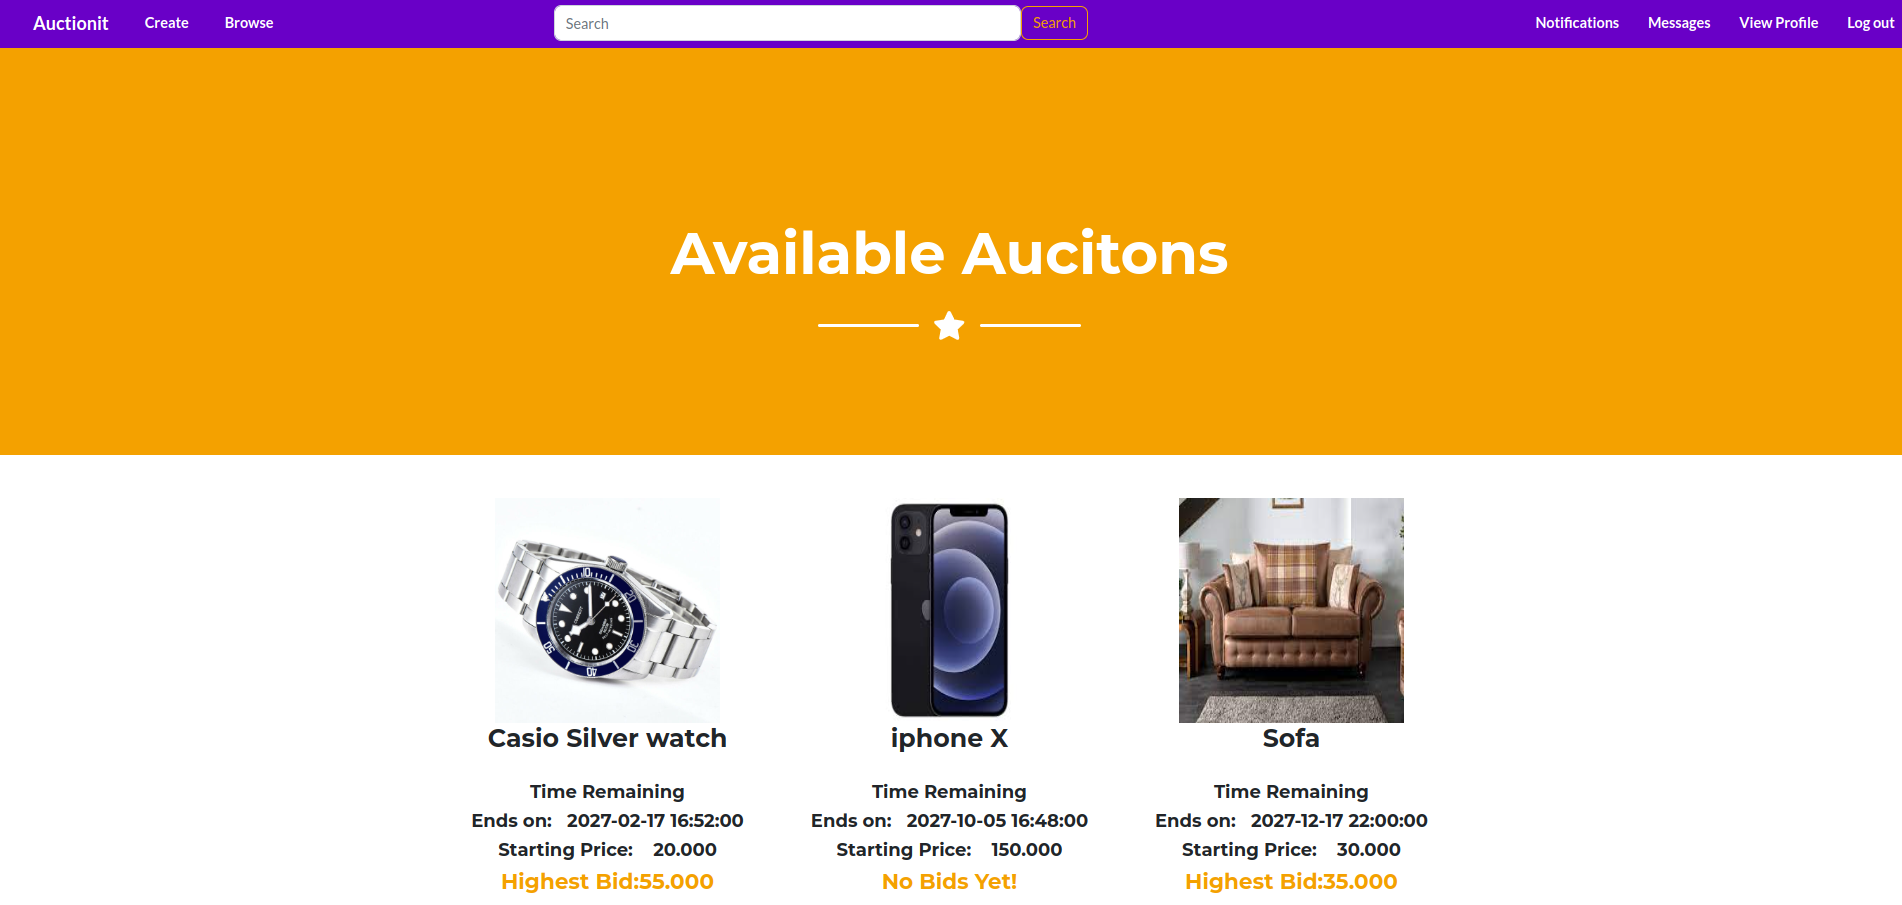 Auctionit Create Browse Search Search Notifications Messages View Profile Log out
Available Aucitons
Casio Silver watch
Time Remaining
Ends on: 2027-02-17 16:52:00
Starting Price: 20.000
Highest Bid:55.000
iphone X
Time Remaining
Ends on: 2027-10-05 16:48:00
Starting Price: 150.000
No Bids Yet!
Sofa
Time Remaining
Ends on: 2027-12-17 22:00:00
Starting Price: 30.000
Highest Bid:35.000